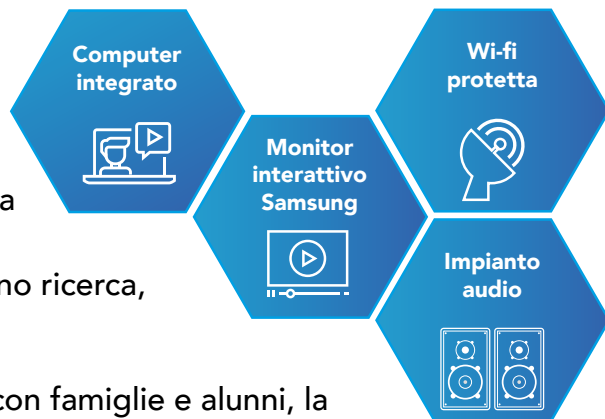 Computer
integrato
Wi-fi
protetta
Monitor
interattivo
Samsung
Impianto
audio
a
no ricerca,
con famiglie e alunni, la